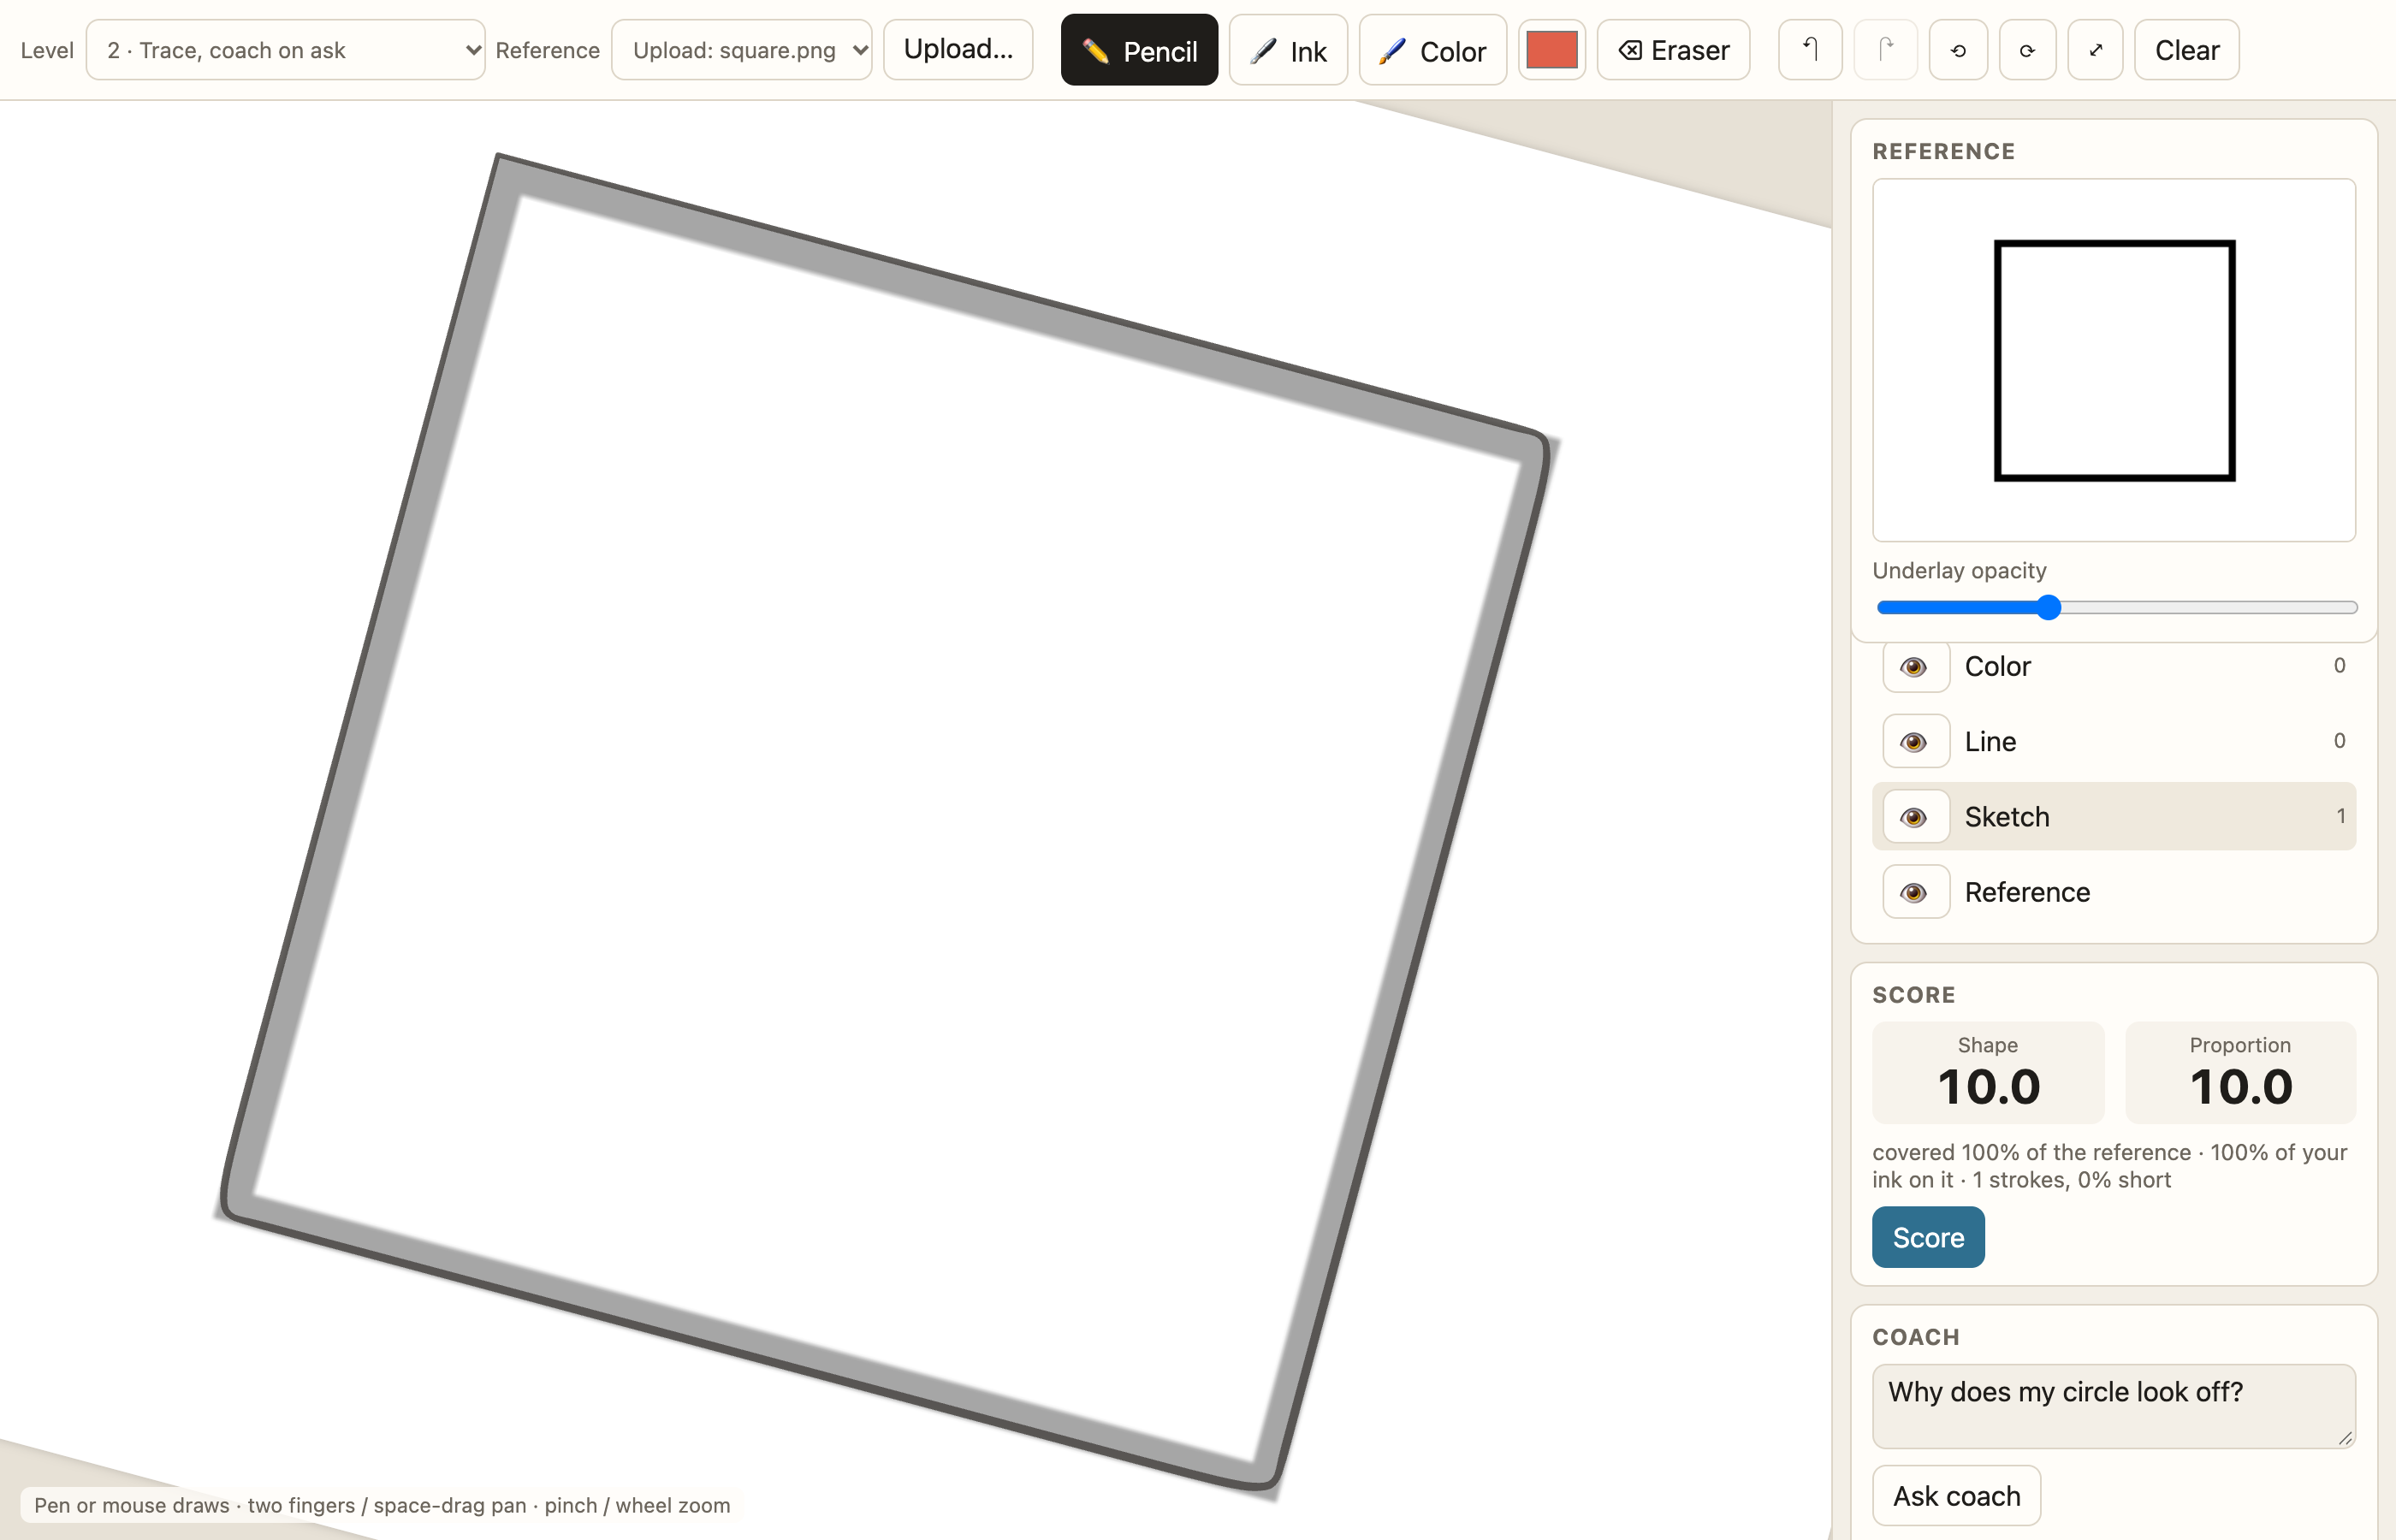 Level 2 · Trace, coach on ask Reference Upload: square.png Upload... Pencil Ink Color Eraser Clear
REFERENCE
Underlay opacity
Color 0
Line 0
Sketch 1
Reference
SCORE
Shape Proportion
10.0 10.0
covered 100% of the reference · 100% of your
ink on it · 1 strokes, 0% short
Score
COACH
Why does my circle look off?
Ask coach
Pen or mouse draws · two fingers / space-drag pan · pinch / wheel zoom